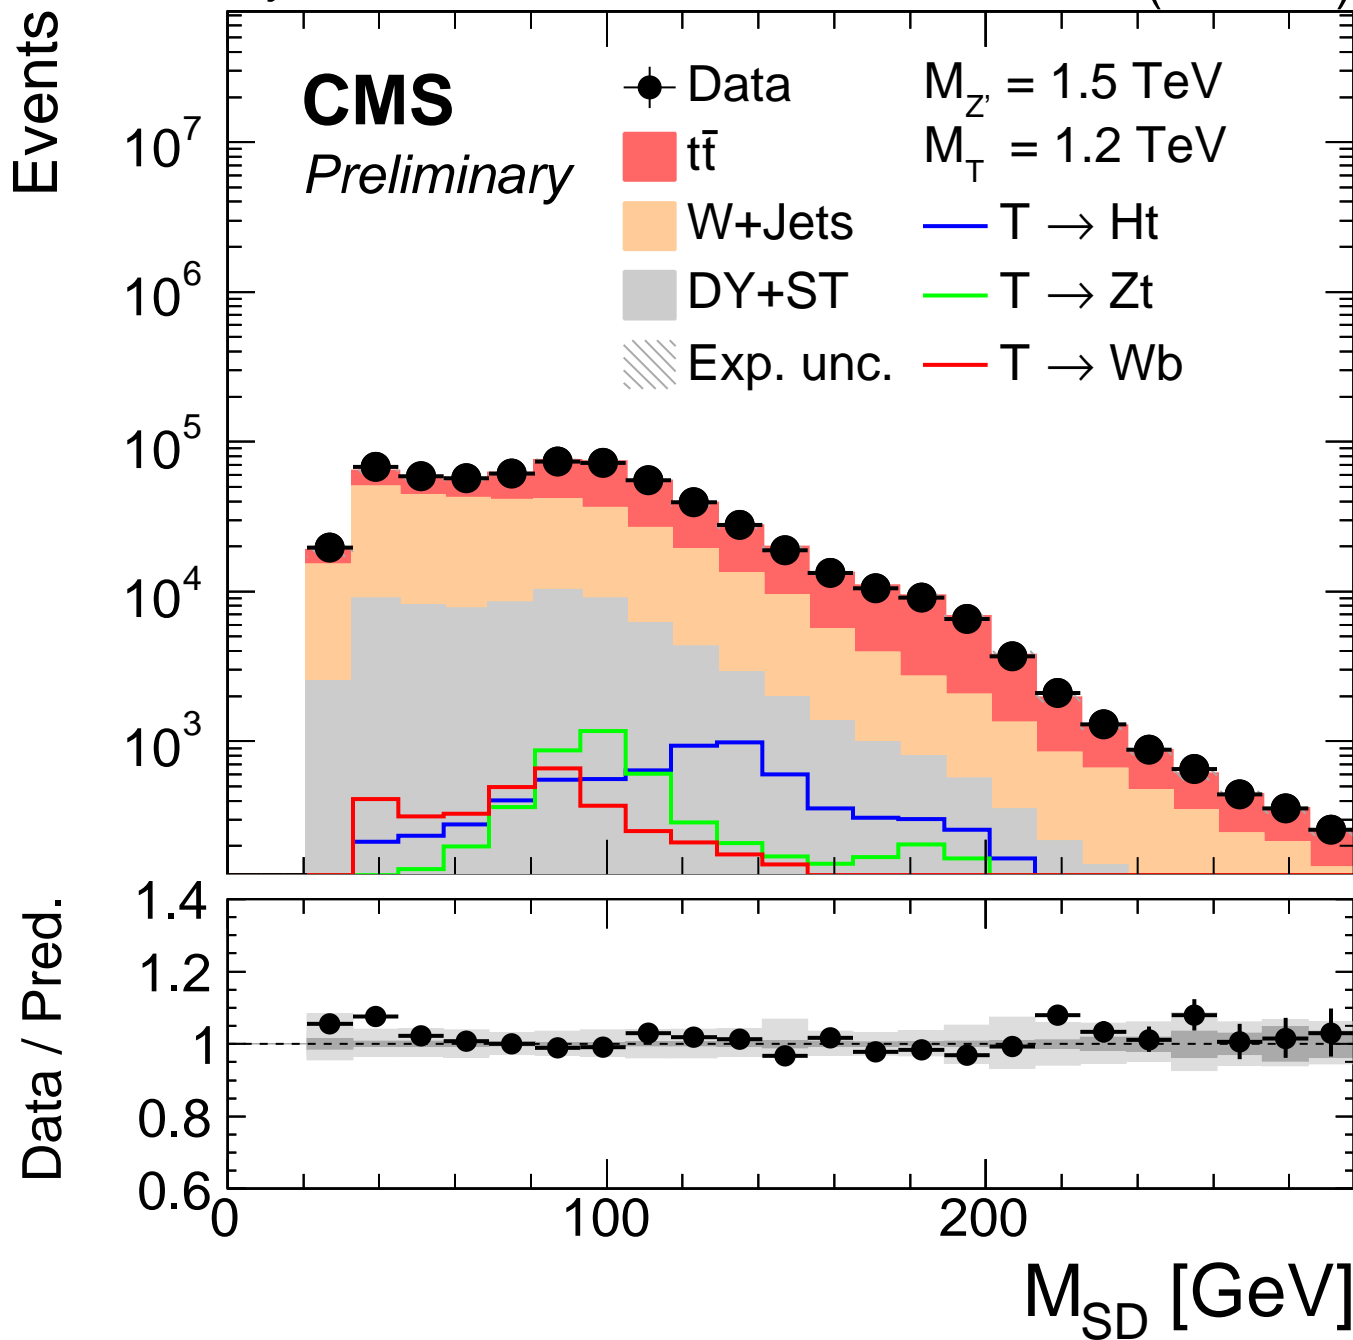 Events
CMS
Preliminary
Data
tt̄
W+Jets
DY+ST
Exp. unc.
M_Z' = 1.5 TeV
M_T = 1.2 TeV
T → Ht
T → Zt
T → Wb
10^7
10^6
10^5
10^4
10^3
Data / Pred.
1.4
1.2
1
0.8
0.6
0
100
200
M_SD [GeV]